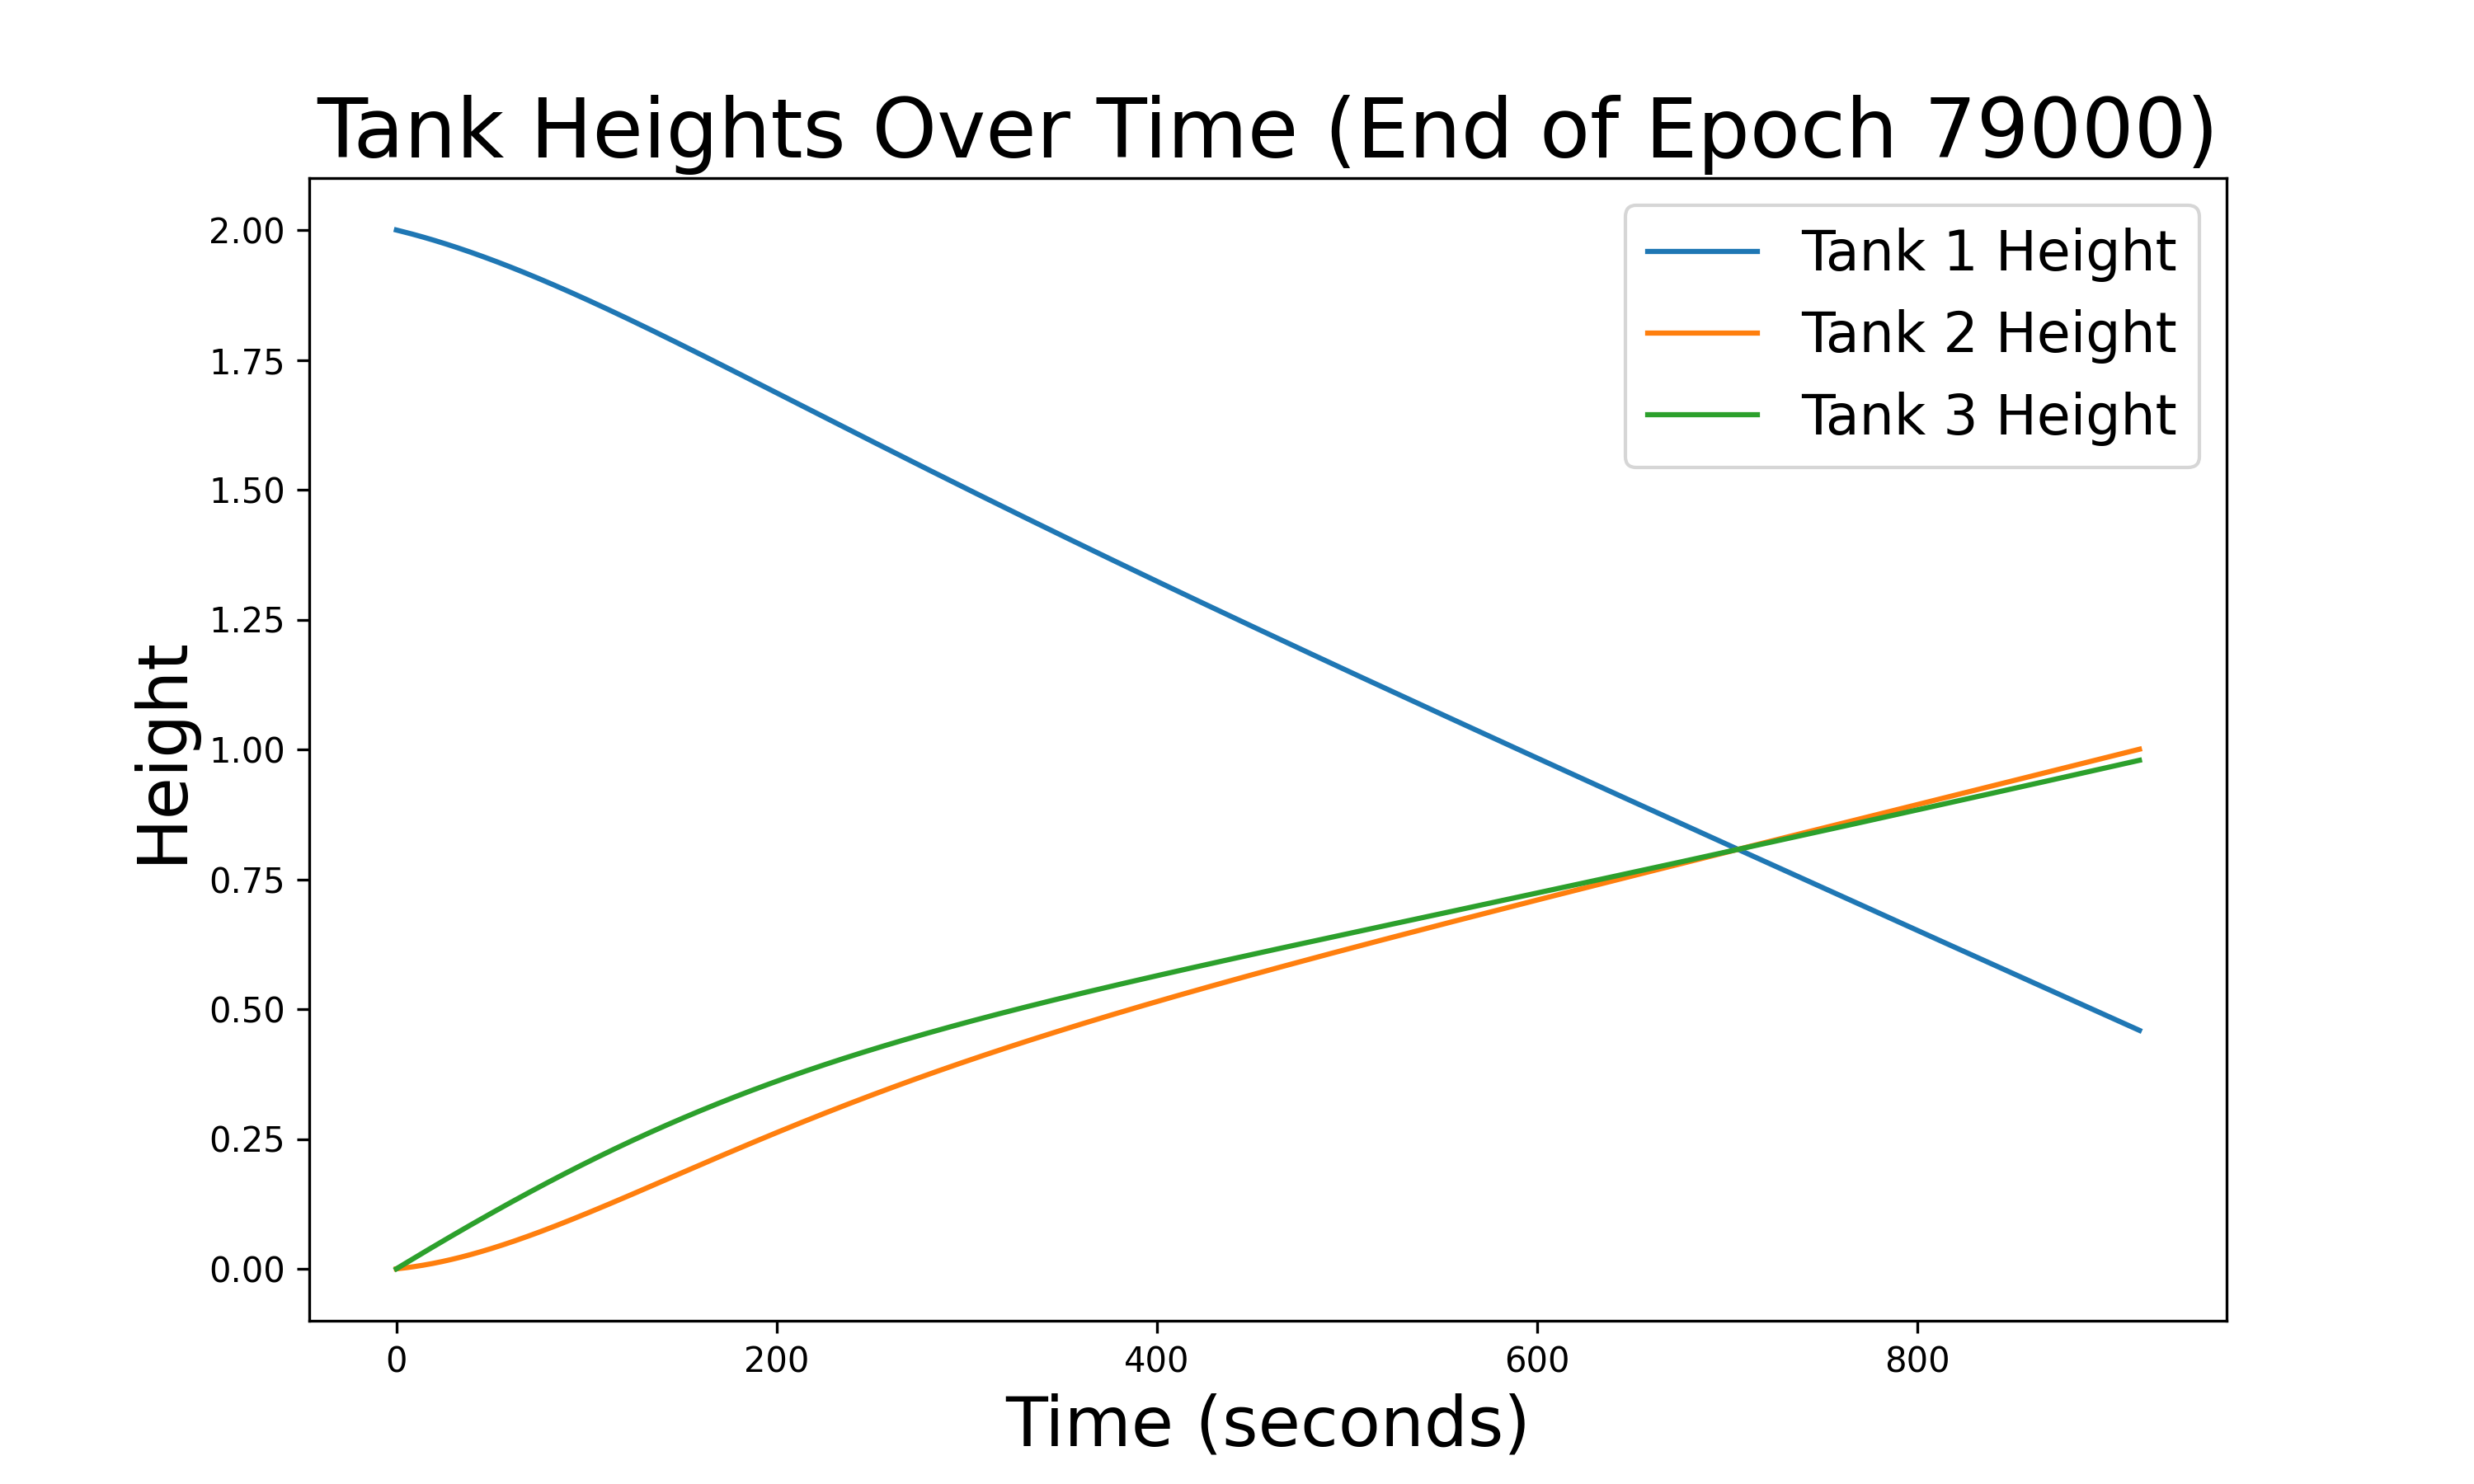 Tank Heights Over Time (End of Epoch 79000)
Tank 1 Height
Tank 2 Height
Tank 3 Height
Height
2.00
1.75
1.50
1.25
1.00
0.75
0.50
0.25
0.00
0 200 400 600 800
Time (seconds)